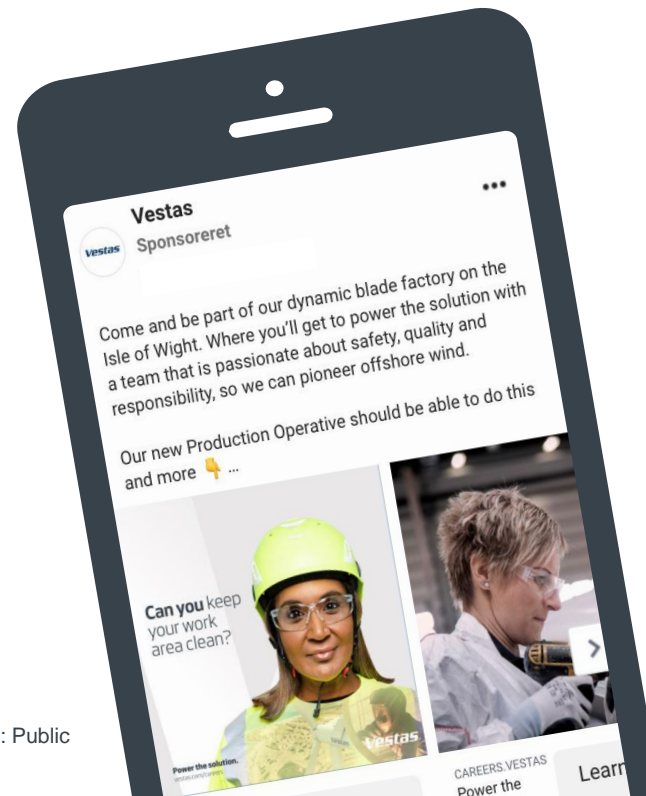 Vestas
Sponsoreret
Vestas
Come and be part of our dynamic blade factory on the
Isle of Wight. Where you'll get to power the solution with
a team that is passionate about safety, quality and
responsibility, so we can pioneer offshore wind.
Our new Production Operative should be able to do this
and more 👇 ...
Can you keep
your work
area clean?
Vestas
Power the solution.
vestas.com/careers
CAREERS.VESTAS
Power the
Learn
: Public